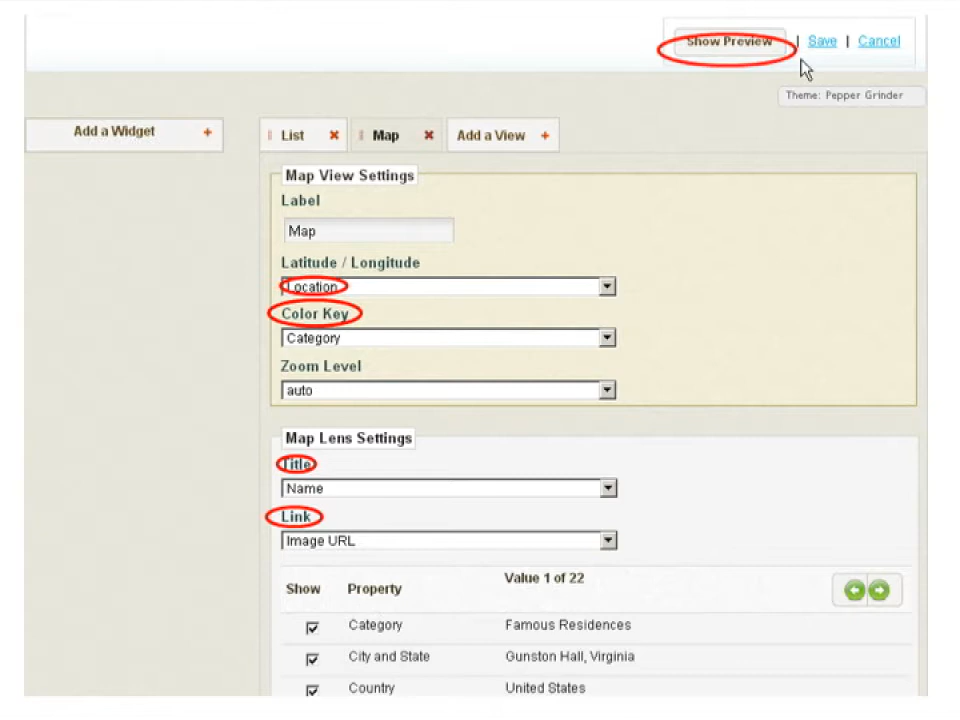 Show Preview | Save | Cancel
Theme: Pepper Grinder
Add a Widget +
List ✖ Map ✖ Add a View +
Map View Settings
Label
Map
Latitude / Longitude
Location
Color Key
Category
Zoom Level
auto
Map Lens Settings
Title
Name
Link
Image URL
Show Property Value 1 of 22
Category Famous Residences
City and State Gunston Hall, Virginia
Country United States